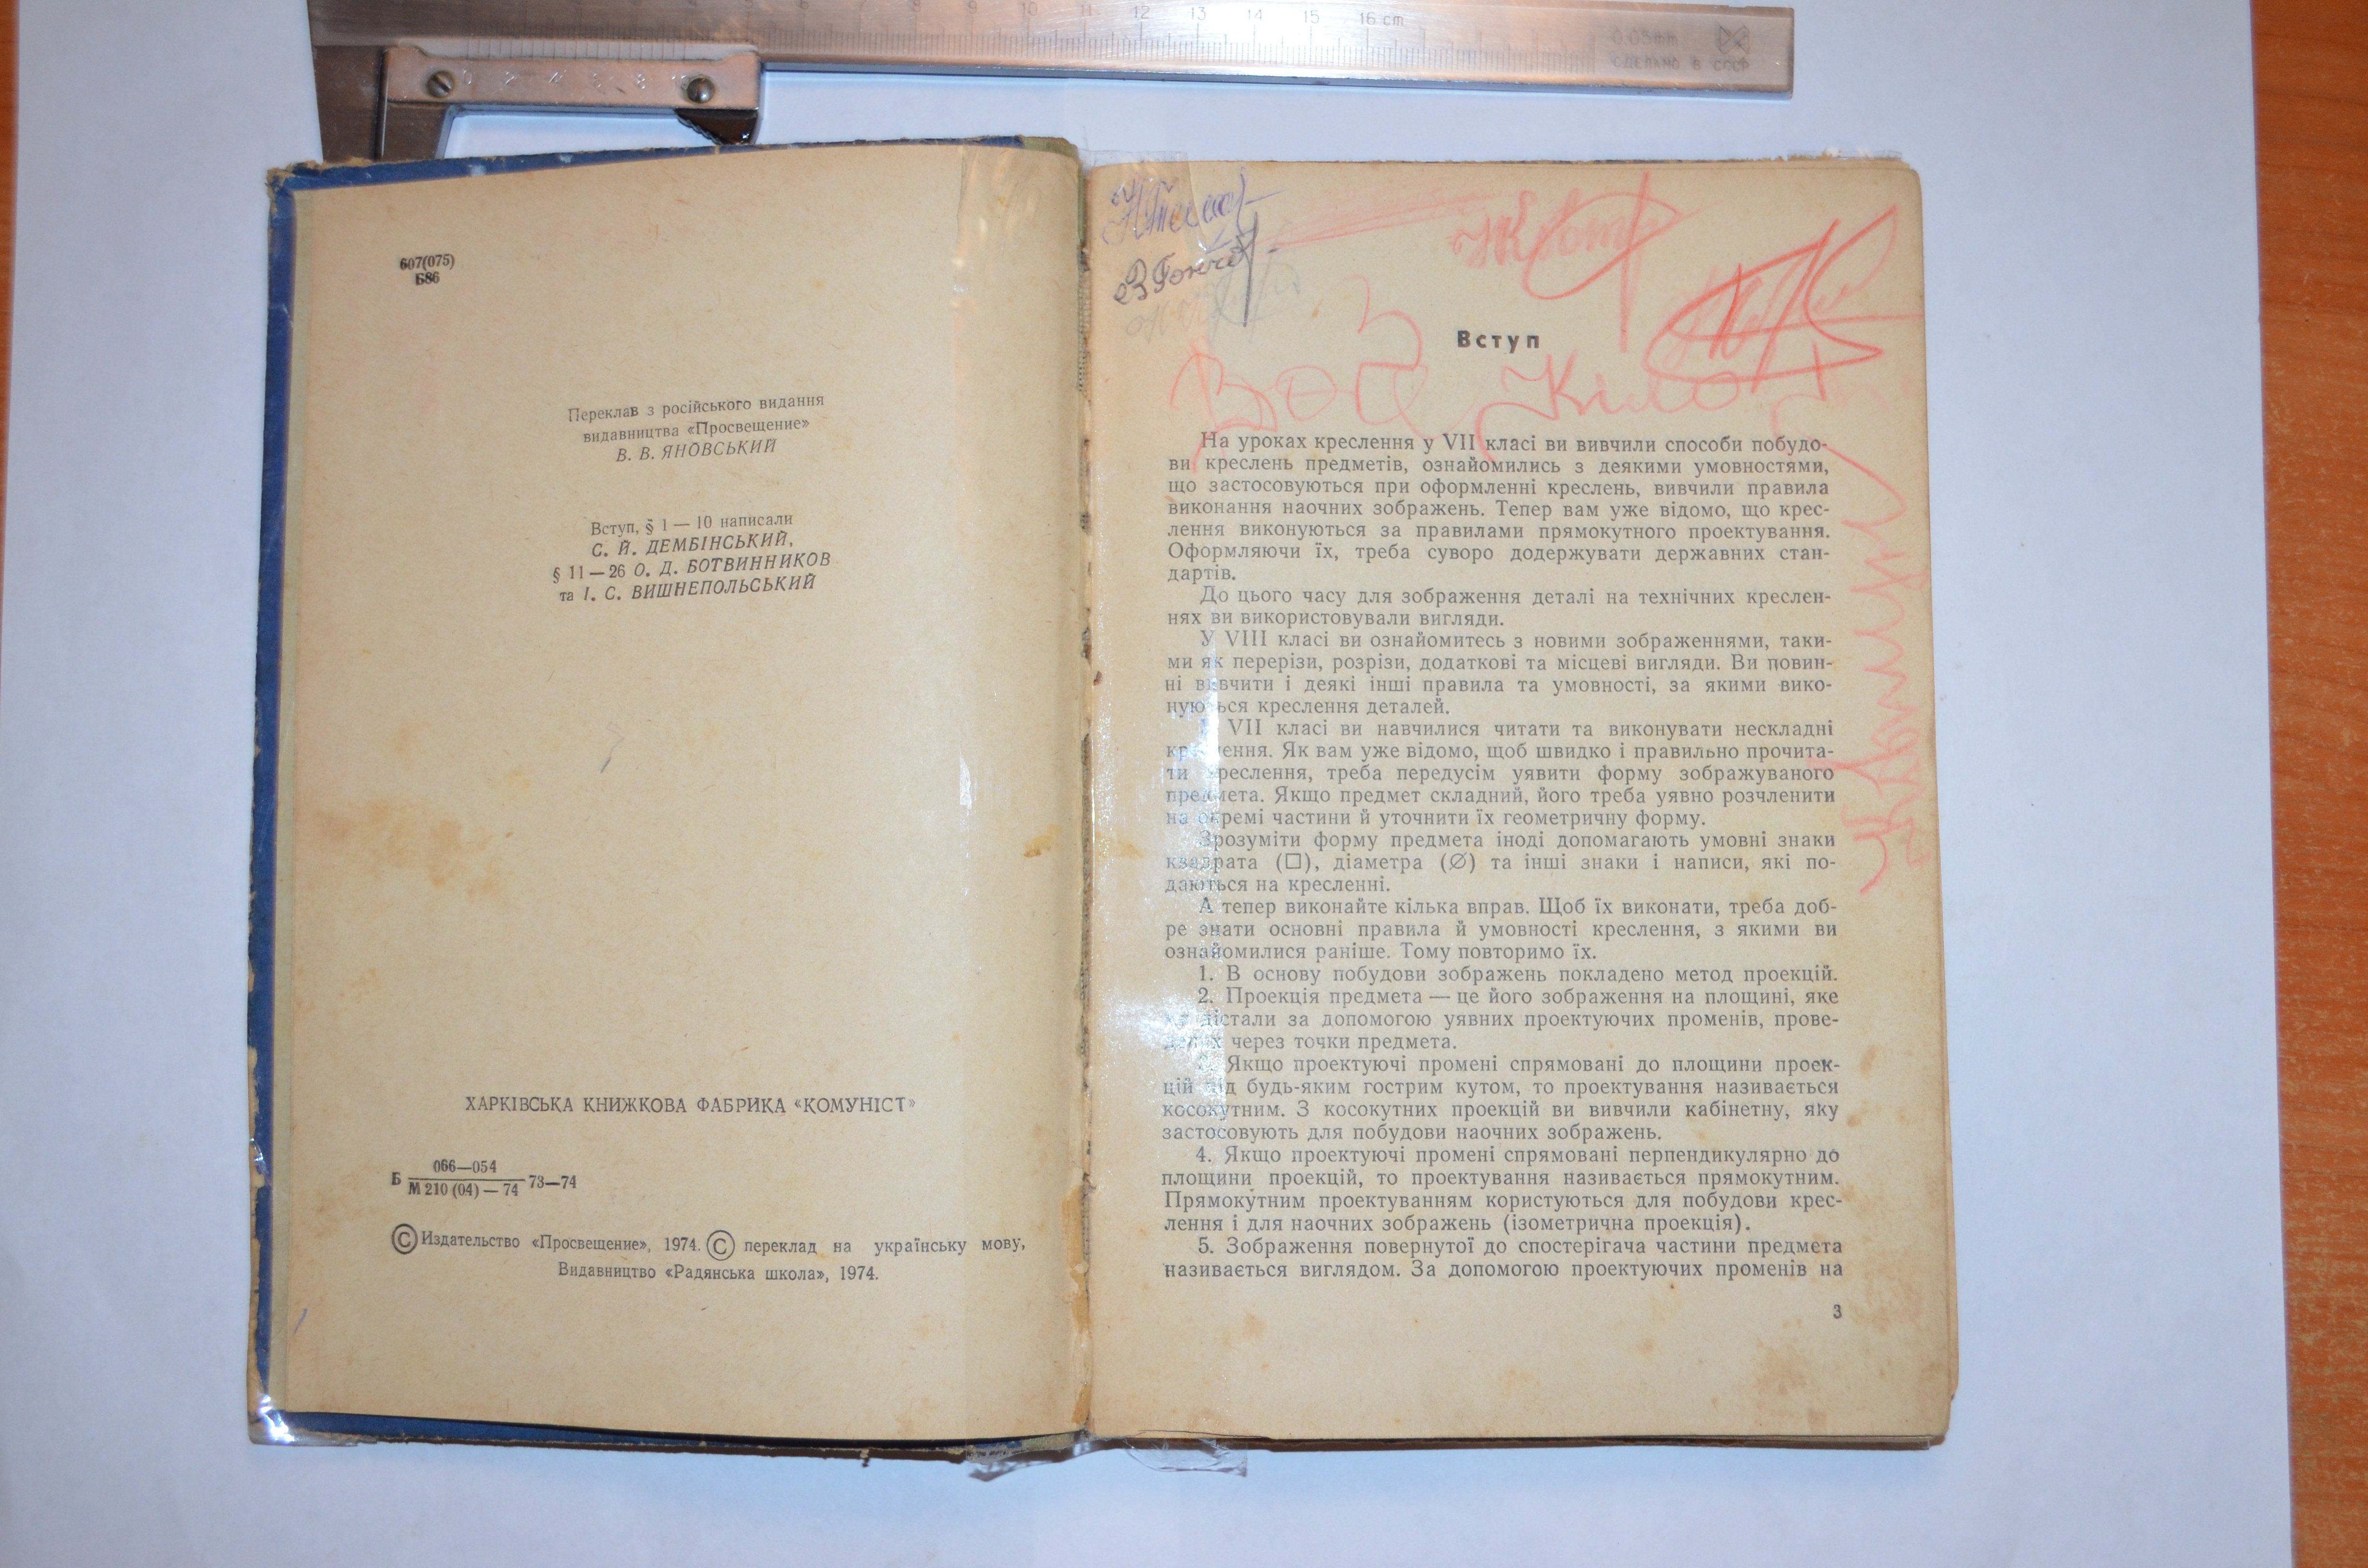 7 8 9 10 11 12 13 14 15 16 cm
0,05mm
СДЕЛАНО В СССР
607(075)
Б86
Переклав з російського видання
видавництва «Просвещение»
В. В. ЯНОВСЬКИЙ
Вступ, § 1 — 10 написали
С. Й. ДЕМБІНСЬКИЙ,
§ 11 — 26 О. Д. БОТВИННИКОВ
та І. С. ВИШНЕПОЛЬСЬКИЙ
ХАРКІВСЬКА КНИЖКОВА ФАБРИКА «КОМУНІСТ»
066—054
Б М 210 (04) — 74 73—74
© Издательство «Просвещение», 1974. © переклад на українську мову,
Видавництво «Радянська школа», 1974.
Вступ
На уроках креслення у VII класі ви вивчили способи побудо-
ви креслень предметів, ознайомились з деякими умовностями,
що застосовуються при оформленні креслень, вивчили правила
виконання наочних зображень. Тепер вам уже відомо, що крес-
лення виконуються за правилами прямокутного проектування.
Оформляючи їх, треба суворо додержувати державних стан-
дартів.
До цього часу для зображення деталі на технічних креслен-
нях ви використовували вигляди.
У VIII класі ви ознайомитесь з новими зображеннями, таки-
ми як перерізи, розрізи, додаткові та місцеві вигляди. Ви повин-
ні вивчити і деякі інші правила та умовності, за якими вико-
нуються креслення деталей.
VII класі ви навчилися читати та виконувати нескладні
креслення. Як вам уже відомо, щоб швидко і правильно прочита-
ти креслення, треба передусім уявити форму зображуваного
предмета. Якщо предмет складний, його треба уявно розчленити
на окремі частини й уточнити їх геометричну форму.
Зрозуміти форму предмета іноді допомагають умовні знаки
квадрата (□), діаметра (∅) та інші знаки і написи, які по-
даються на кресленні.
А тепер виконайте кілька вправ. Щоб їх виконати, треба доб-
ре знати основні правила й умовності креслення, з якими ви
ознайомилися раніше. Тому повторимо їх.
1. В основу побудови зображень покладено метод проекцій.
2. Проекція предмета — це його зображення на площині, яке
дістали за допомогою уявних проектуючих променів, прове-
дених через точки предмета.
Якщо проектуючі промені спрямовані до площини проек-
цій під будь-яким гострим кутом, то проектування називається
косокутним. З косокутних проекцій ви вивчили кабінетну, яку
застосовують для побудови наочних зображень.
4. Якщо проектуючі промені спрямовані перпендикулярно до
площини проекцій, то проектування називається прямокутним.
Прямокутним проектуванням користуються для побудови крес-
лення і для наочних зображень (ізометрична проекція).
5. Зображення повернутої до спостерігача частини предмета
називається виглядом. За допомогою проектуючих променів на
3